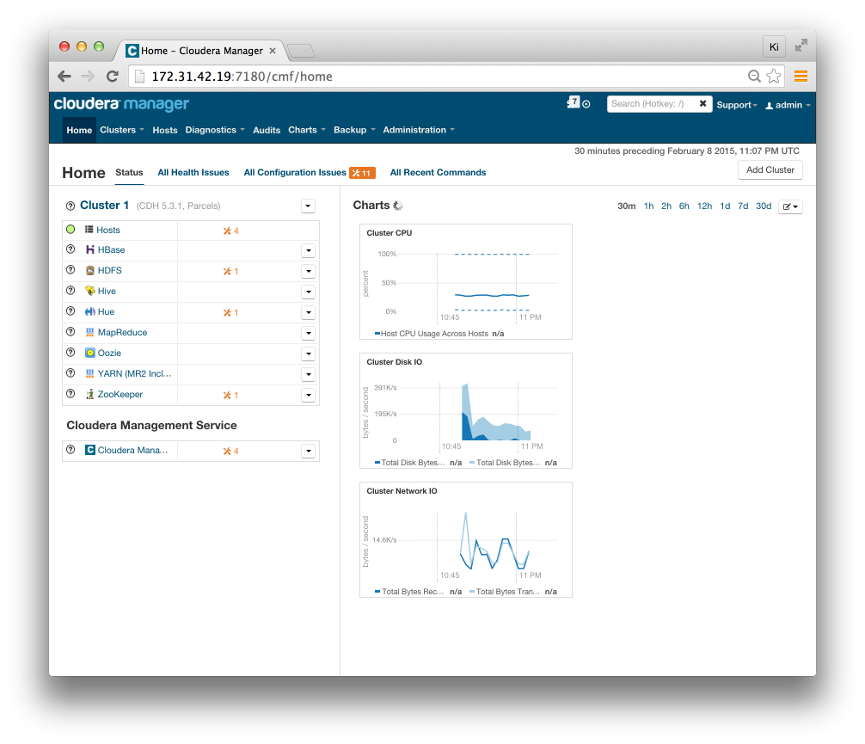 Home – Cloudera Manager ×
Ki
172.31.42.19:7180/cmf/home
cloudera manager
7
Search (Hotkey: /)
Support
admin
Home Clusters Hosts Diagnostics Audits Charts Backup Administration
30 minutes preceding February 8 2015, 11:07 PM UTC
Home Status All Health Issues All Configuration Issues 11 All Recent Commands
Add Cluster
Cluster 1 (CDH 5.3.1, Parcels)
Hosts 4
HBase
HDFS 1
Hive
Hue 1
MapReduce
Oozie
YARN (MR2 Incl...
ZooKeeper 1
Cloudera Management Service
Cloudera Mana... 4
Charts
30m 1h 2h 6h 12h 1d 7d 30d
Cluster CPU
percent
100%
50%
0%
10:45 11 PM
Host CPU Usage Across Hosts n/a
Cluster Disk IO
bytes / second
391K/s
195K/s
0
10:45 11 PM
Total Disk Bytes... n/a Total Disk Bytes... n/a
Cluster Network IO
bytes / second
14.6K/s
10:45 11 PM
Total Bytes Rec... n/a Total Bytes Tran... n/a